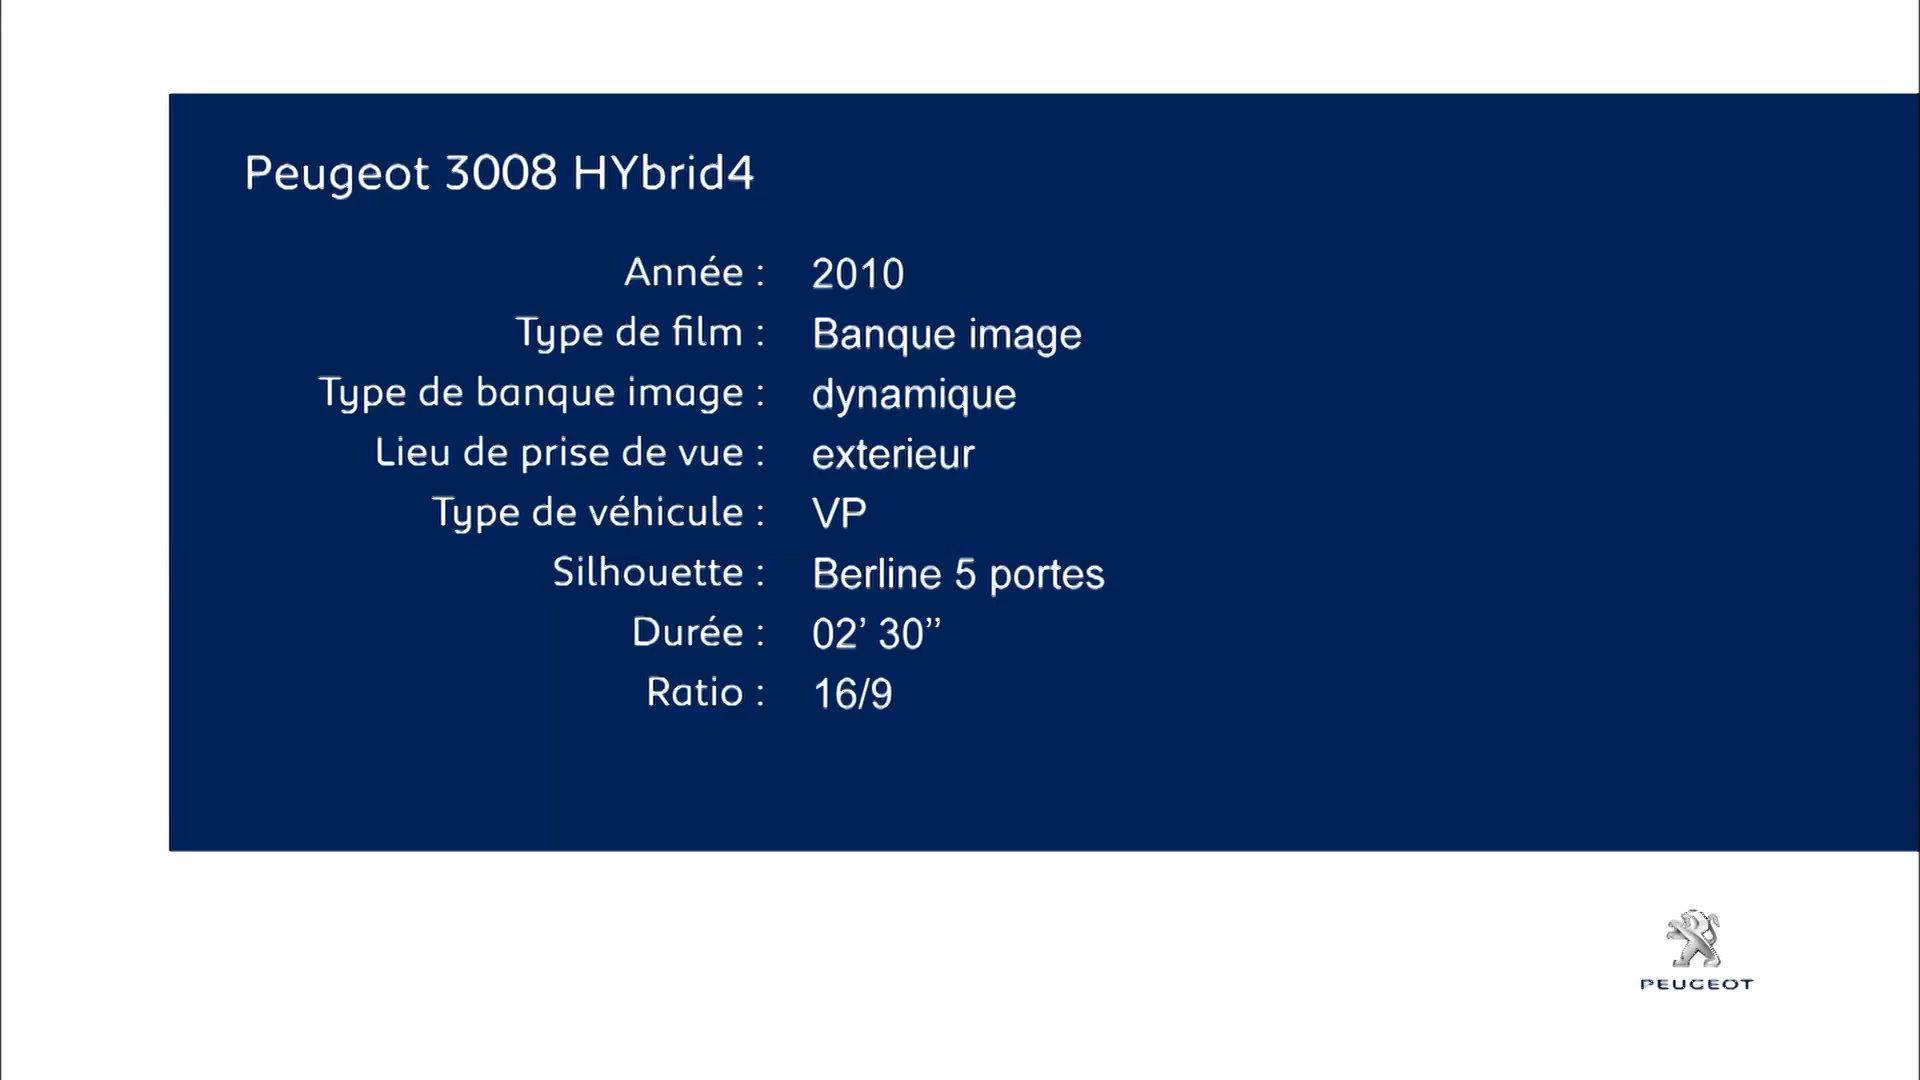 Peugeot 3008 HYbrid4
Année : 2010
Type de film : Banque image
Type de banque image : dynamique
Lieu de prise de vue : exterieur
Type de véhicule : VP
Silhouette : Berline 5 portes
Durée : 02’ 30’’
Ratio : 16/9
PEUGEOT